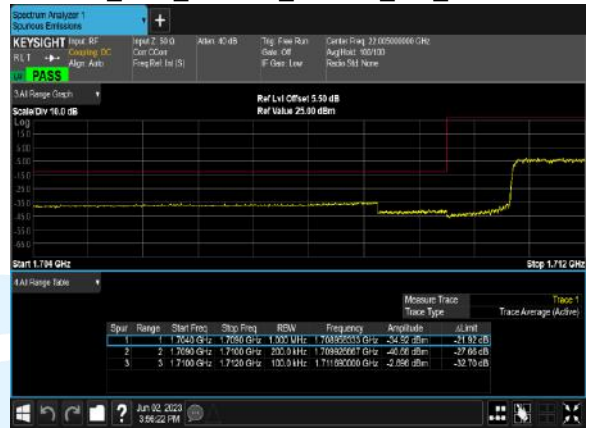 Spectrum Analyzer 1
Spurious Emissions
KEYSIGHT Input: RF Input Z: 50 Ω Atten: 40 dB Trig: Free Run Center Freq: 22.005000000 GHz
RLT Coupling: DC Corr CCorr Gate: Off Avg|Hold: 100/100
Align: Auto Freq Ref: Int (S) IF Gain: Low Radio Std: None
PASS
3 All Range Graph
Ref Lvl Offset 5.50 dB
Scale/Div 10.0 dB Ref Value 25.00 dBm
Log
15.0
5.00
-5.00
-15.0
-25.0
-35.0
-45.0
-55.0
-65.0
Start 1.704 GHz Stop 1.712 GHz
4 All Range Table
Measure Trace Trace 1
Trace Type Trace Average (Active)
Spur Range Start Freq Stop Freq RBW Frequency Amplitude ΔLimit
1 1 1.7040 GHz 1.7090 GHz 1.000 MHz -34.92 dBm -21.92 dB
2 2 1.7090 GHz 1.7100 GHz 200.0 kHz 1.709926667 GHz -40.66 dBm -27.66 dB
3 3 1.7100 GHz 1.7120 GHz 100.0 kHz -32.70 dB
Jun 02, 2023
3:56:22 PM